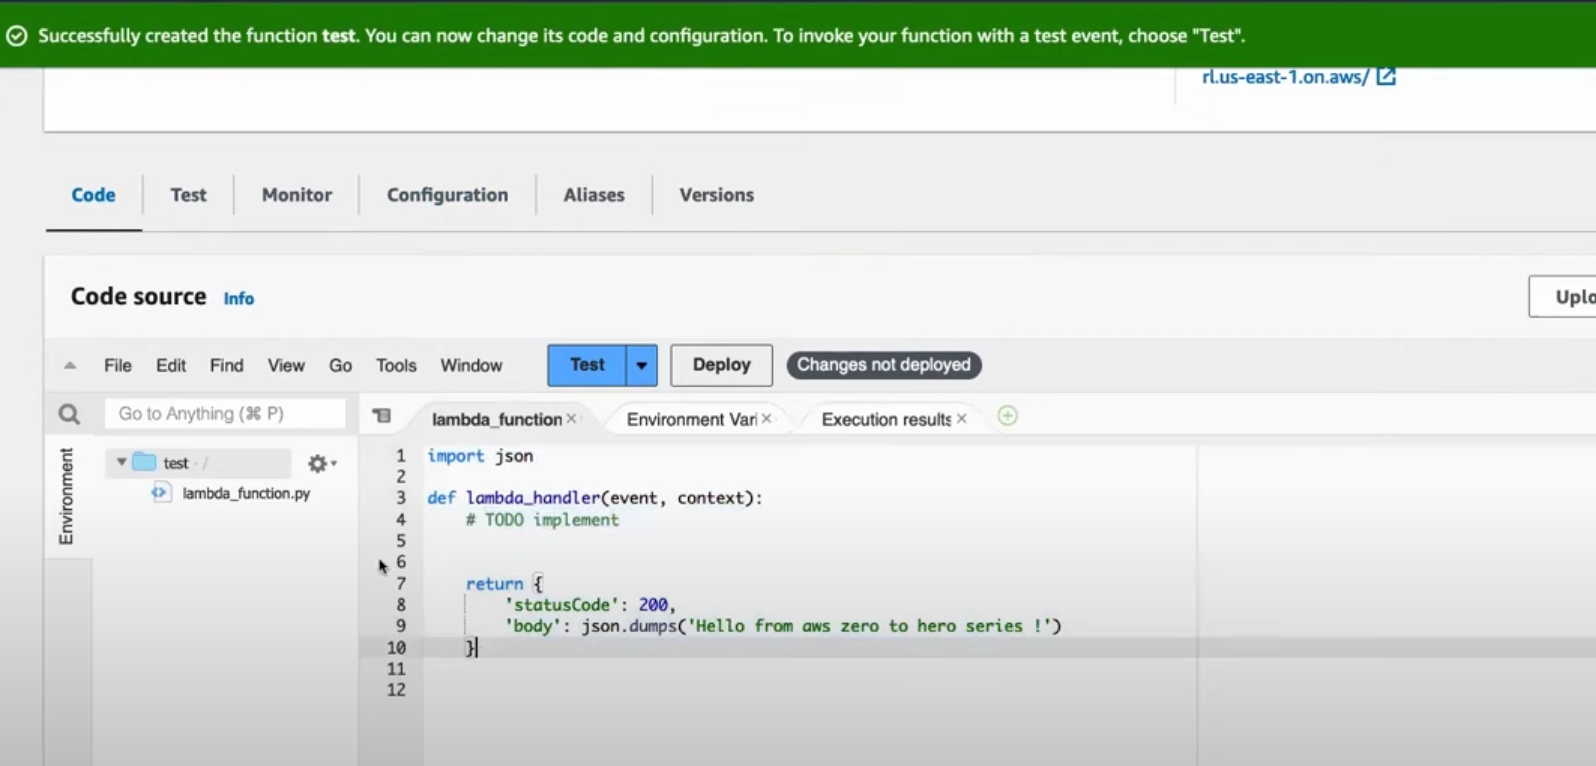 Successfully created the function test. You can now change its code and configuration. To invoke your function with a test event, choose "Test".
rl.us-east-1.on.aws/
Code Test Monitor Configuration Aliases Versions
Code source Info
File Edit Find View Go Tools Window Test Deploy Changes not deployed
Go to Anything (⌘ P)
lambda_function × Environment Vari × Execution results ×
Environment
test /
lambda_function.py
1 import json
2
3 def lambda_handler(event, context):
4 # TODO implement
5
6
7 return {
8 'statusCode': 200,
9 'body': json.dumps('Hello from aws zero to hero series !')
10 }
11
12